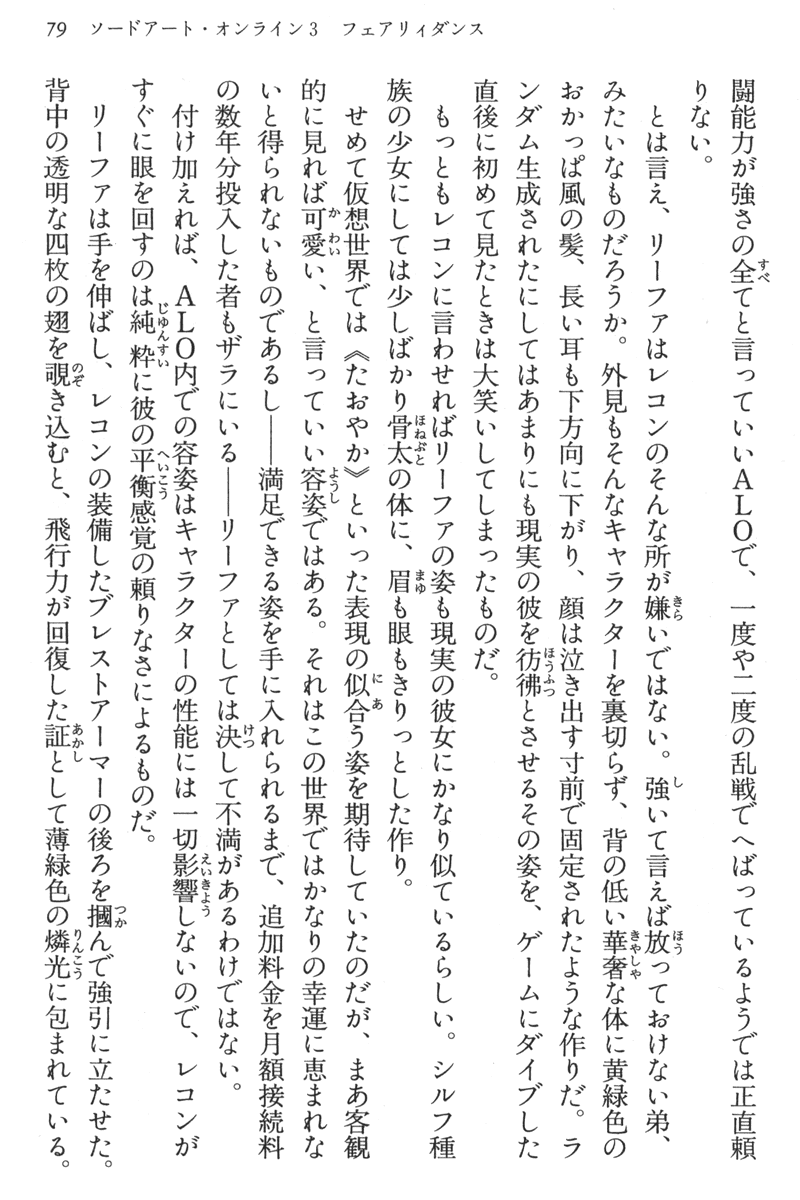 79 ソードアート・オンライン3 フェアリィダンス
闘能力が強さの全てと言っていいALOで、一度や二度の乱戦でへばっているようでは正直頼
りない。
とは言え、リーファはレコンのそんな所が嫌いではない。強いて言えば放っておけない弟、
みたいなものだろうか。外見もそんなキャラクターを裏切らず、背の低い華奢な体に黄緑色の
おかっぱ風の髪、長い耳も下方向に下がり、顔は泣き出す寸前で固定されたような作りだ。ラ
ンダム生成されたにしてはあまりにも現実の彼を彷彿とさせるその姿を、ゲームにダイブした
直後に初めて見たときは大笑いしてしまったものだ。
もっともレコンに言わせればリーファの姿も現実の彼女にかなり似ているらしい。シルフ種
族の少女にしては少しばかり骨太の体に、眉も眼もきりっとした作り。
せめて仮想世界では《たおやか》といった表現の似合う姿を期待していたのだが、まあ客観
的に見れば可愛い、と言っていい容姿ではある。それはこの世界ではかなりの幸運に恵まれな
いと得られないものであるし――満足できる姿を手に入れられるまで、追加料金を月額接続料
の数年分投入した者もザラにいる――リーファとしては決して不満があるわけではない。
付け加えれば、ALO内での容姿はキャラクターの性能には一切影響しないので、レコンが
すぐに眼を回すのは純粋に彼の平衡感覚の頼りなさによるものだ。
リーファは手を伸ばし、レコンの装備したブレストアーマーの後ろを摑んで強引に立たせた。
背中の透明な四枚の翅を覗き込むと、飛行力が回復した証として薄緑色の燐光に包まれている。